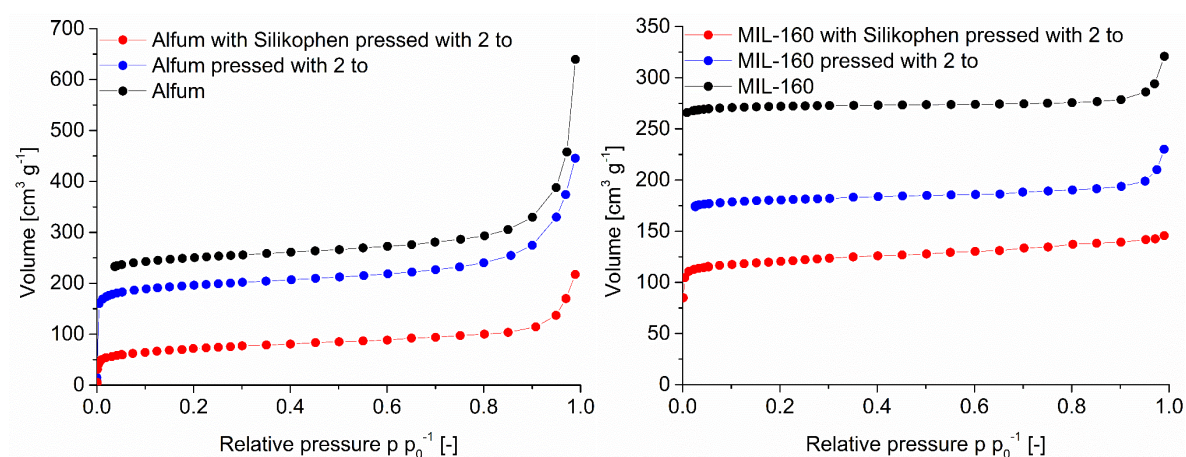 700
600
500
400
300
200
100
0
Volume [cm³ g⁻¹]
Alfum with Silikophen pressed with 2 to
Alfum pressed with 2 to
Alfum
0.0 0.2 0.4 0.6 0.8 1.0
Relative pressure p p₀⁻¹ [-]
350
300
250
200
150
100
50
0
Volume [cm³ g⁻¹]
MIL-160 with Silikophen pressed with 2 to
MIL-160 pressed with 2 to
MIL-160
0.0 0.2 0.4 0.6 0.8 1.0
Relative pressure p p₀⁻¹ [-]